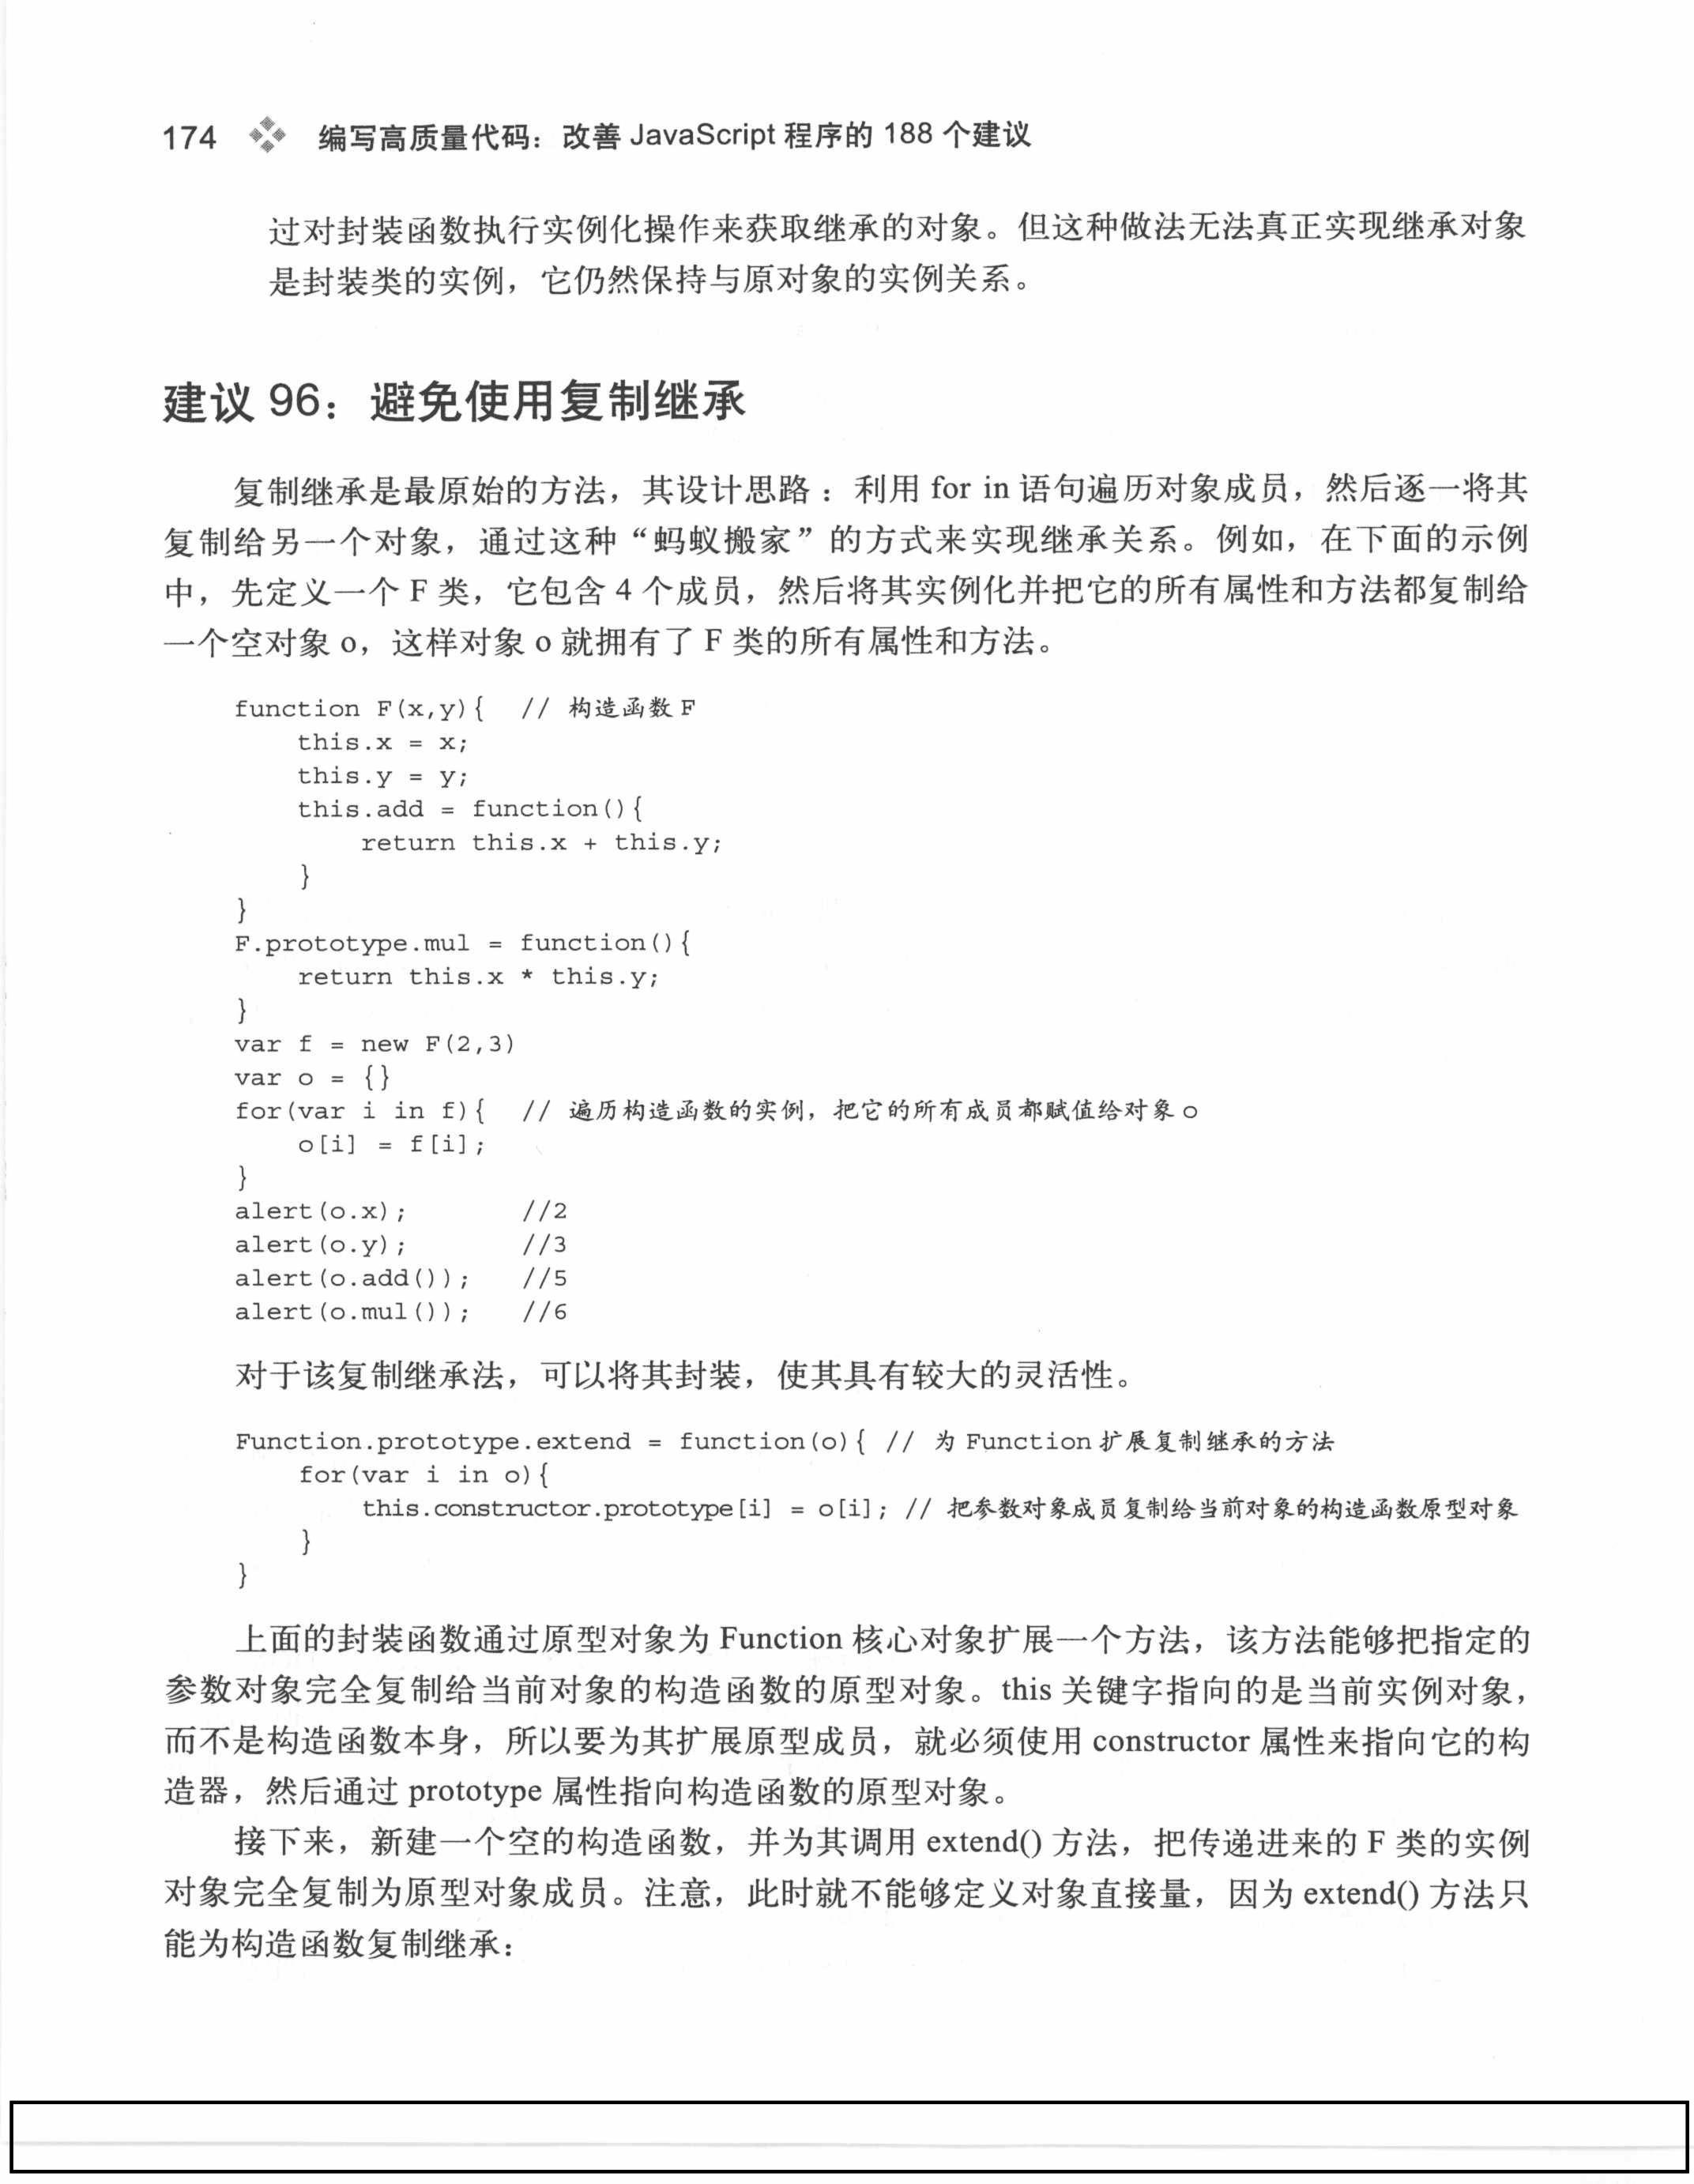 174 编写高质量代码：改善 JavaScript 程序的 188 个建议
过对封装函数执行实例化操作来获取继承的对象。但这种做法无法真正实现继承对象
是封装类的实例，它仍然保持与原对象的实例关系。
建议 96：避免使用复制继承
复制继承是最原始的方法，其设计思路：利用 for in 语句遍历对象成员，然后逐一将其
复制给另一个对象，通过这种“蚂蚁搬家”的方式来实现继承关系。例如，在下面的示例
中，先定义一个 F 类，它包含 4 个成员，然后将其实例化并把它的所有属性和方法都复制给
一个空对象 o，这样对象 o 就拥有了 F 类的所有属性和方法。
function F(x,y){ // 构造函数 F
this.x = x;
this.y = y;
this.add = function(){
return this.x + this.y;
}
}
F.prototype.mul = function(){
return this.x * this.y;
}
var f = new F(2,3)
var o = {}
for(var i in f){ // 遍历构造函数的实例，把它的所有成员都赋值给对象 o
o[i] = f[i];
}
alert(o.x); //2
alert(o.y); //3
alert(o.add()); //5
alert(o.mul()); //6
对于该复制继承法，可以将其封装，使其具有较大的灵活性。
Function.prototype.extend = function(o){ // 为 Function 扩展复制继承的方法
for(var i in o){
this.constructor.prototype[i] = o[i]; // 把参数对象成员复制给当前对象的构造函数原型对象
}
}
上面的封装函数通过原型对象为 Function 核心对象扩展一个方法，该方法能够把指定的
参数对象完全复制给当前对象的构造函数的原型对象。this 关键字指向的是当前实例对象，
而不是构造函数本身，所以要为其扩展原型成员，就必须使用 constructor 属性来指向它的构
造器，然后通过 prototype 属性指向构造函数的原型对象。
接下来，新建一个空的构造函数，并为其调用 extend() 方法，把传递进来的 F 类的实例
对象完全复制为原型对象成员。注意，此时就不能够定义对象直接量，因为 extend() 方法只
能为构造函数复制继承：